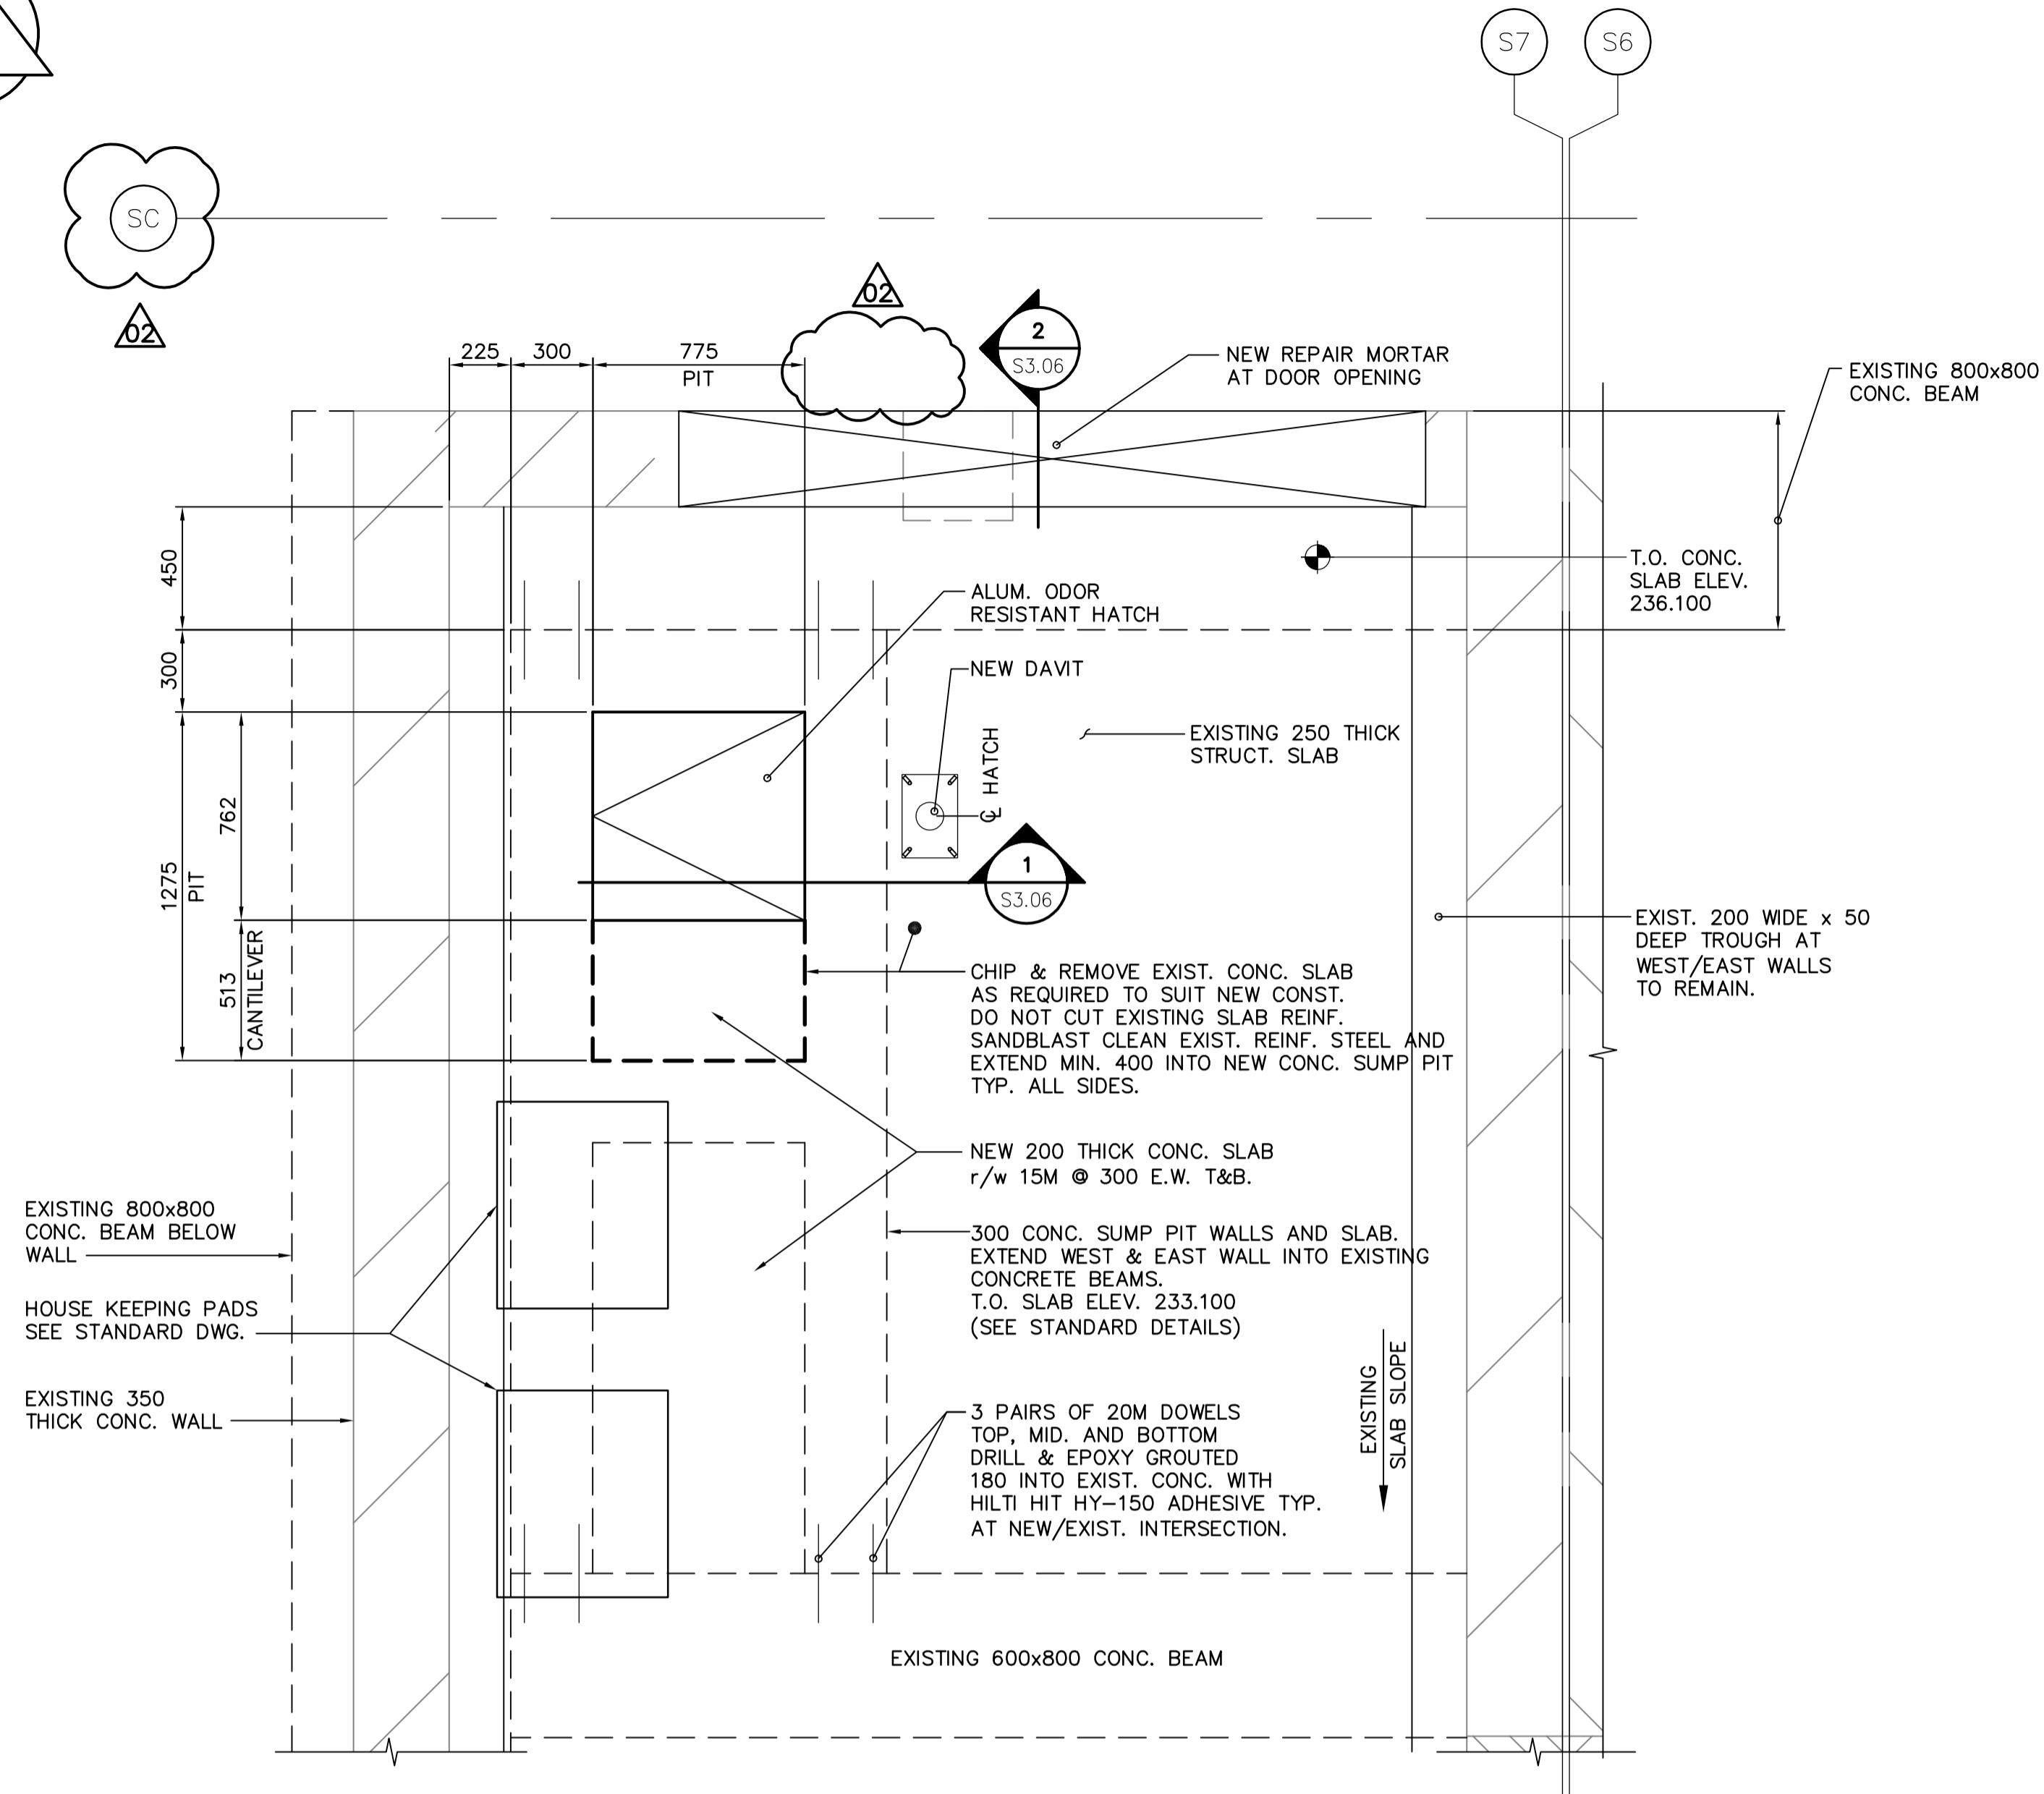 S7
S6
SC
02
02
2
S3.06
225
300
775
PIT
NEW REPAIR MORTAR
AT DOOR OPENING
EXISTING 800x800
CONC. BEAM
450
300
1275
PIT
762
513
CANTILEVER
T.O. CONC.
SLAB ELEV.
236.100
ALUM. ODOR
RESISTANT HATCH
NEW DAVIT
℄ HATCH
EXISTING 250 THICK
STRUCT. SLAB
1
S3.06
EXIST. 200 WIDE x 50
DEEP TROUGH AT
WEST/EAST WALLS
TO REMAIN.
CHIP & REMOVE EXIST. CONC. SLAB
AS REQUIRED TO SUIT NEW CONST.
DO NOT CUT EXISTING SLAB REINF.
SANDBLAST CLEAN EXIST. REINF. STEEL AND
EXTEND MIN. 400 INTO NEW CONC. SUMP PIT
TYP. ALL SIDES.
NEW 200 THICK CONC. SLAB
r/w 15M @ 300 E.W. T&B.
EXISTING 800x800
CONC. BEAM BELOW
WALL
300 CONC. SUMP PIT WALLS AND SLAB.
EXTEND WEST & EAST WALL INTO EXISTING
CONCRETE BEAMS.
T.O. SLAB ELEV. 233.100
(SEE STANDARD DETAILS)
HOUSE KEEPING PADS
SEE STANDARD DWG.
EXISTING 350
THICK CONC. WALL
3 PAIRS OF 20M DOWELS
TOP, MID. AND BOTTOM
DRILL & EPOXY GROUTED
180 INTO EXIST. CONC. WITH
HILTI HIT HY-150 ADHESIVE TYP.
AT NEW/EXIST. INTERSECTION.
EXISTING
SLAB SLOPE
EXISTING 600x800 CONC. BEAM